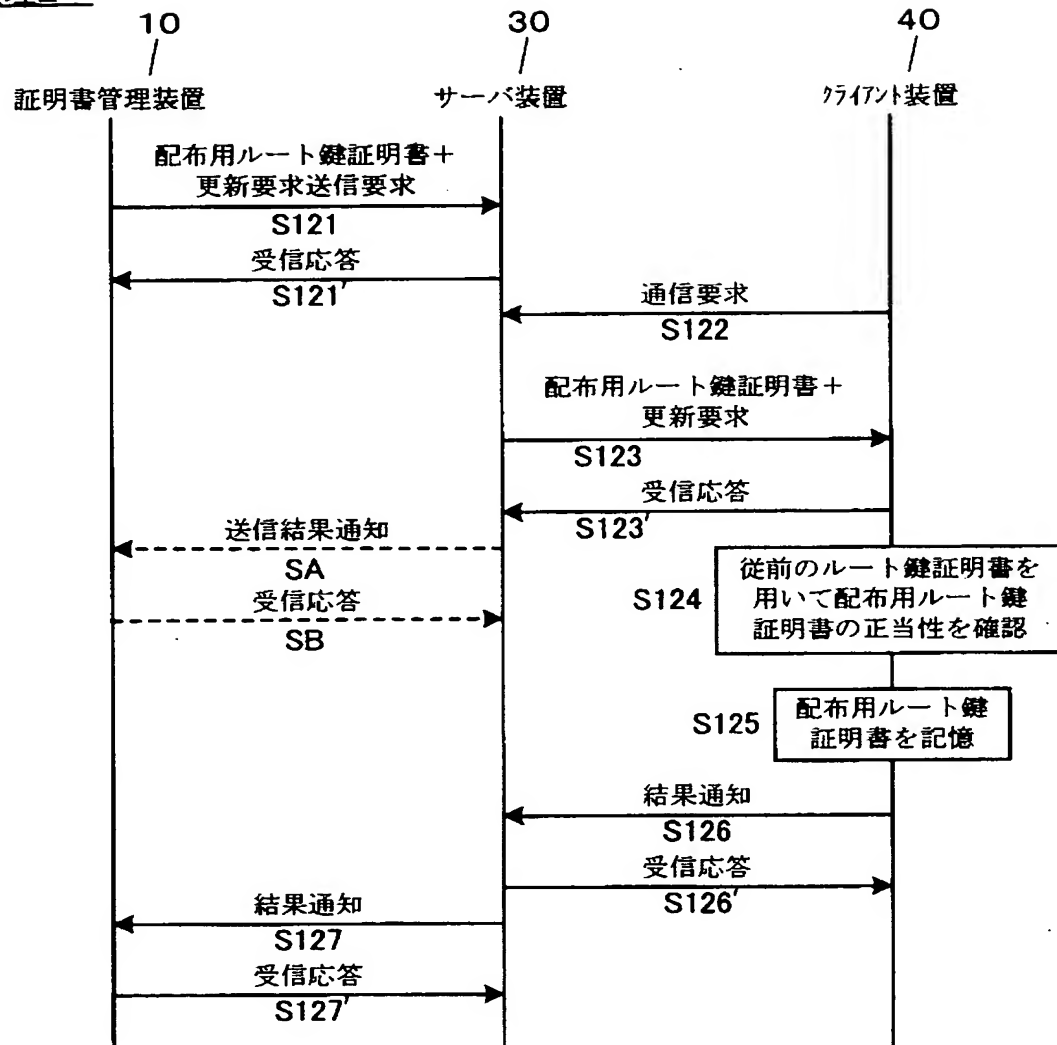 10
30
40
証明書管理装置
サーバ装置
クライアント装置
配布用ルート鍵証明書+
更新要求送信要求
S121
受信応答
S121'
通信要求
S122
配布用ルート鍵証明書+
更新要求
S123
受信応答
S123'
送信結果通知
SA
受信応答
SB
S124
従前のルート鍵証明書を
用いて配布用ルート鍵
証明書の正当性を確認
S125
配布用ルート鍵
証明書を記憶
結果通知
S126
受信応答
S126'
結果通知
S127
受信応答
S127'